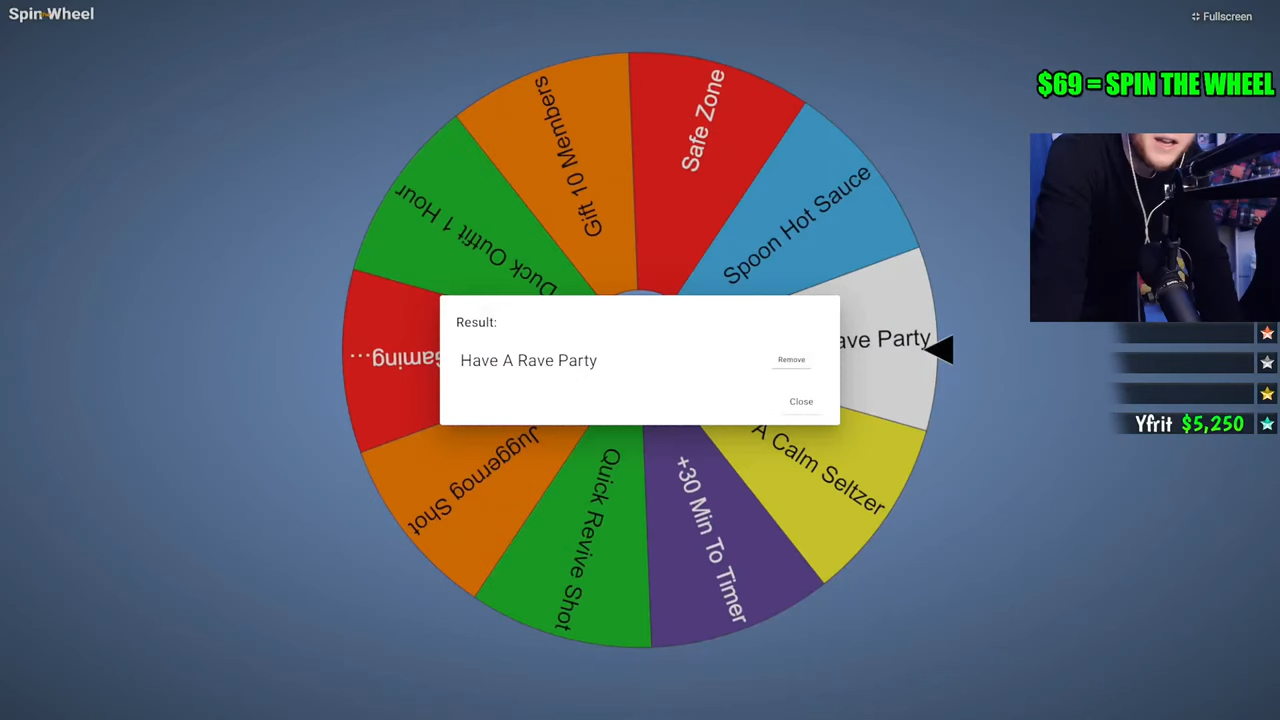 Spin The Wheel
Fullscreen
$69 = SPIN THE WHEEL
Gift 10 Members
Safe Zone
Duck Outfit 1 Hour
Spoon Hot Sauce
Gaming...
ave Party
Result:
Have A Rave Party
Remove
Close
Juggernog Shot
A Calm Seltzer
Quick Revive Shot
+30 Min To Timer
Yfrit $5,250